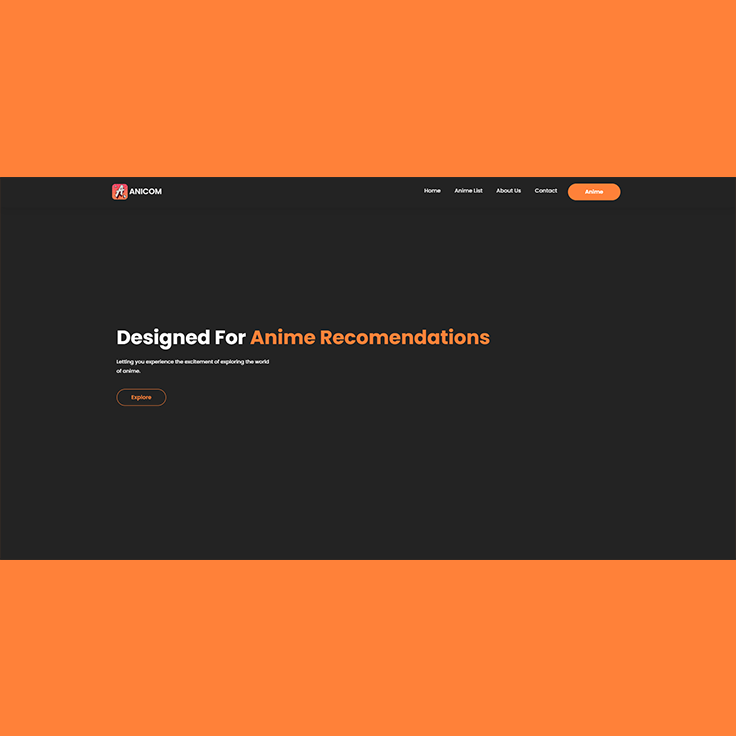 ANICOM
Home Anime List About Us Contact Anime
Designed For Anime Recomendations
Letting you experience the excitement of exploring the world
of anime.
Explore